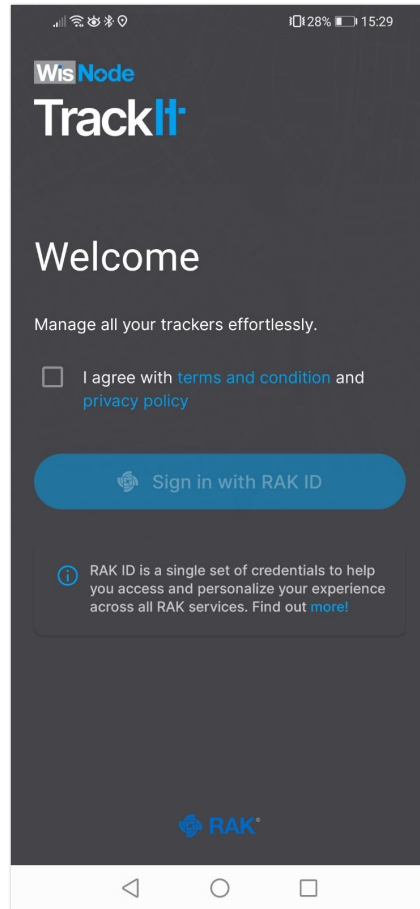 28% 15:29
WisNode
TrackIt
Welcome
Manage all your trackers effortlessly.
I agree with terms and condition and
privacy policy
Sign in with RAK ID
RAK ID is a single set of credentials to help
you access and personalize your experience
across all RAK services. Find out more!
RAK®